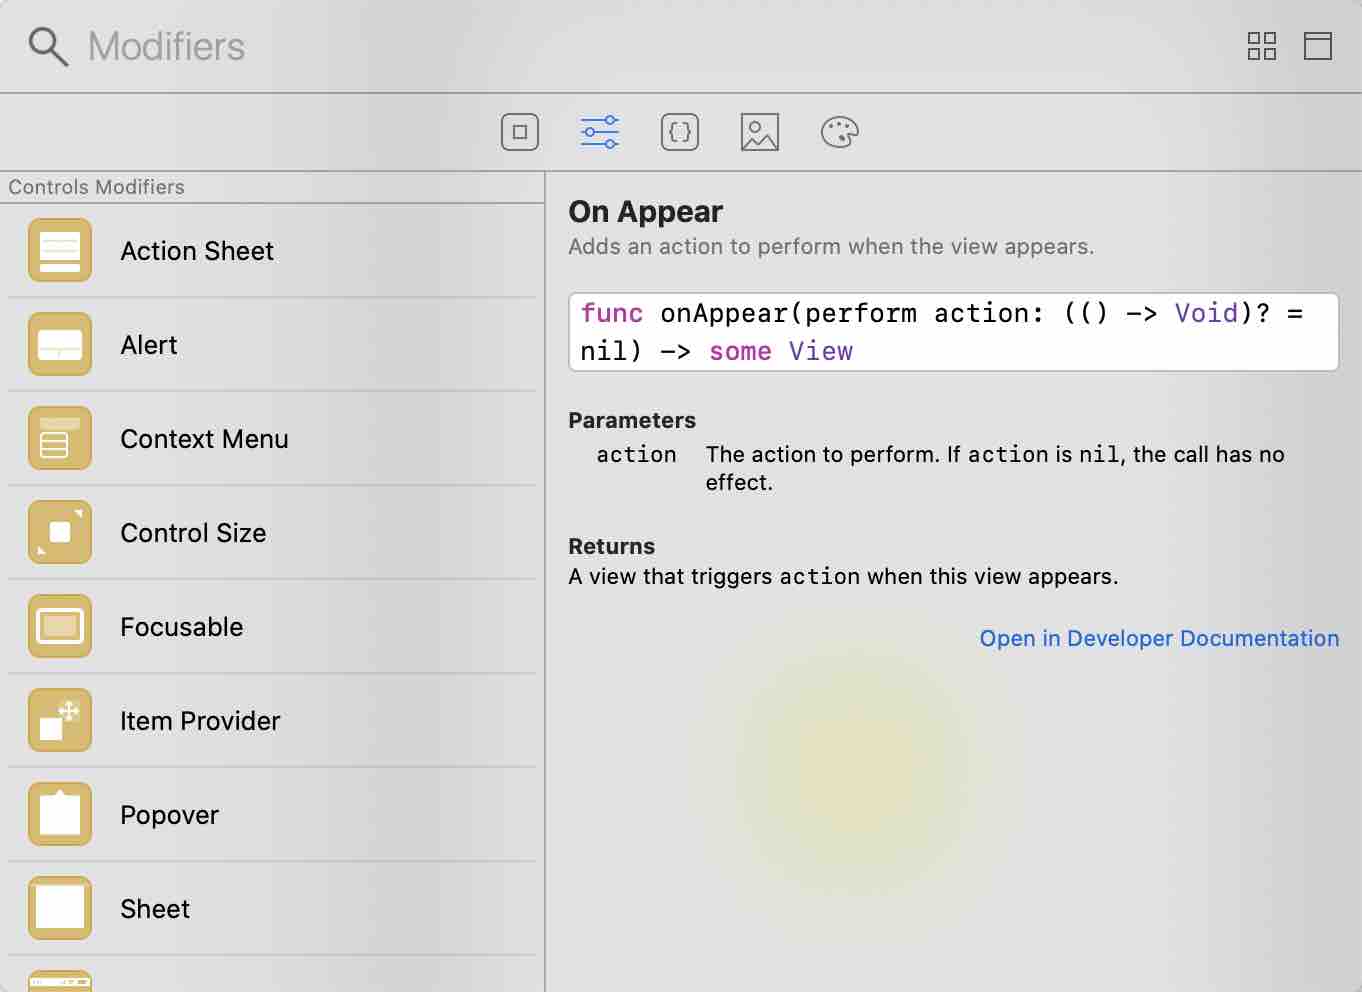 Modifiers
Controls Modifiers
Action Sheet
Alert
Context Menu
Control Size
Focusable
Item Provider
Popover
Sheet
On Appear
Adds an action to perform when the view appears.
func onAppear(perform action: (() -> Void)? =
nil) -> some View
Parameters
action The action to perform. If action is nil, the call has no
effect.
Returns
A view that triggers action when this view appears.
Open in Developer Documentation